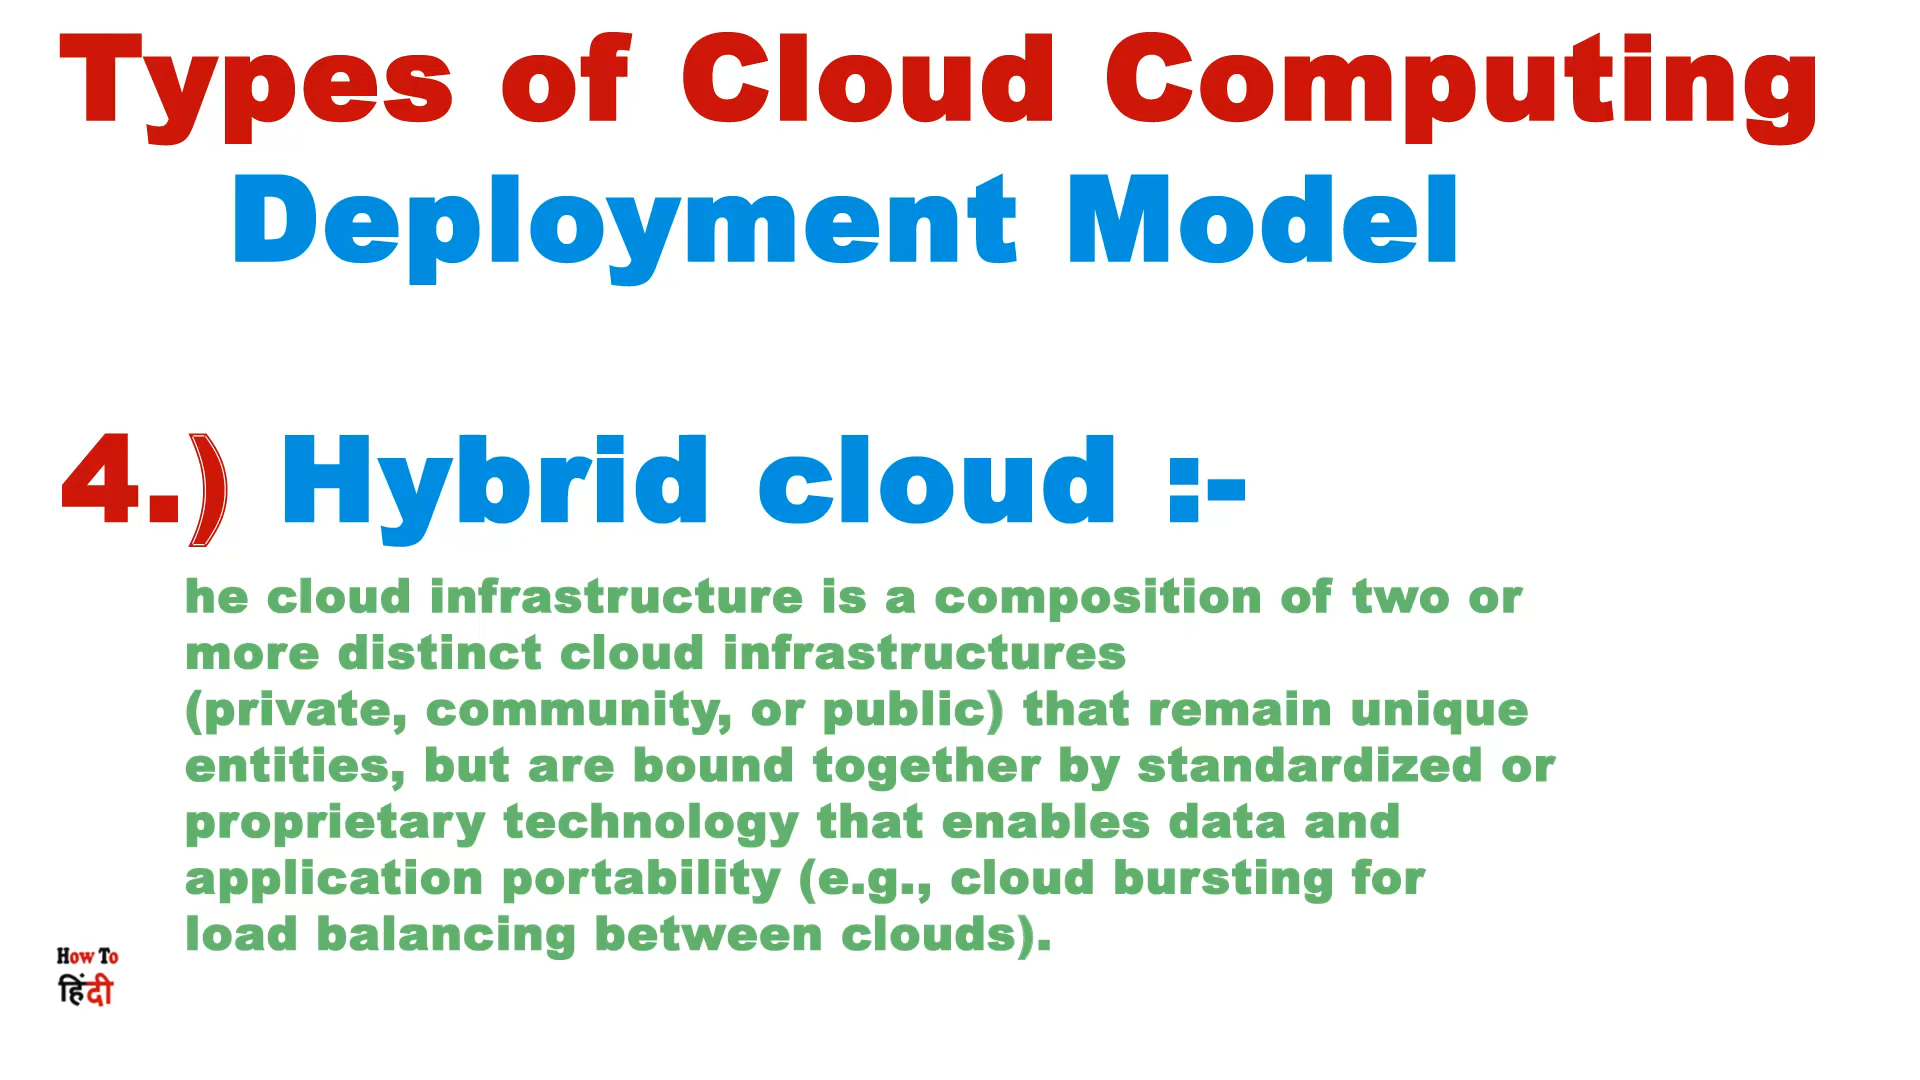 Types of Cloud Computing
Deployment Model
4.) Hybrid cloud :-
he cloud infrastructure is a composition of two or
more distinct cloud infrastructures
(private, community, or public) that remain unique
entities, but are bound together by standardized or
proprietary technology that enables data and
application portability (e.g., cloud bursting for
load balancing between clouds).
How To
हिंदी